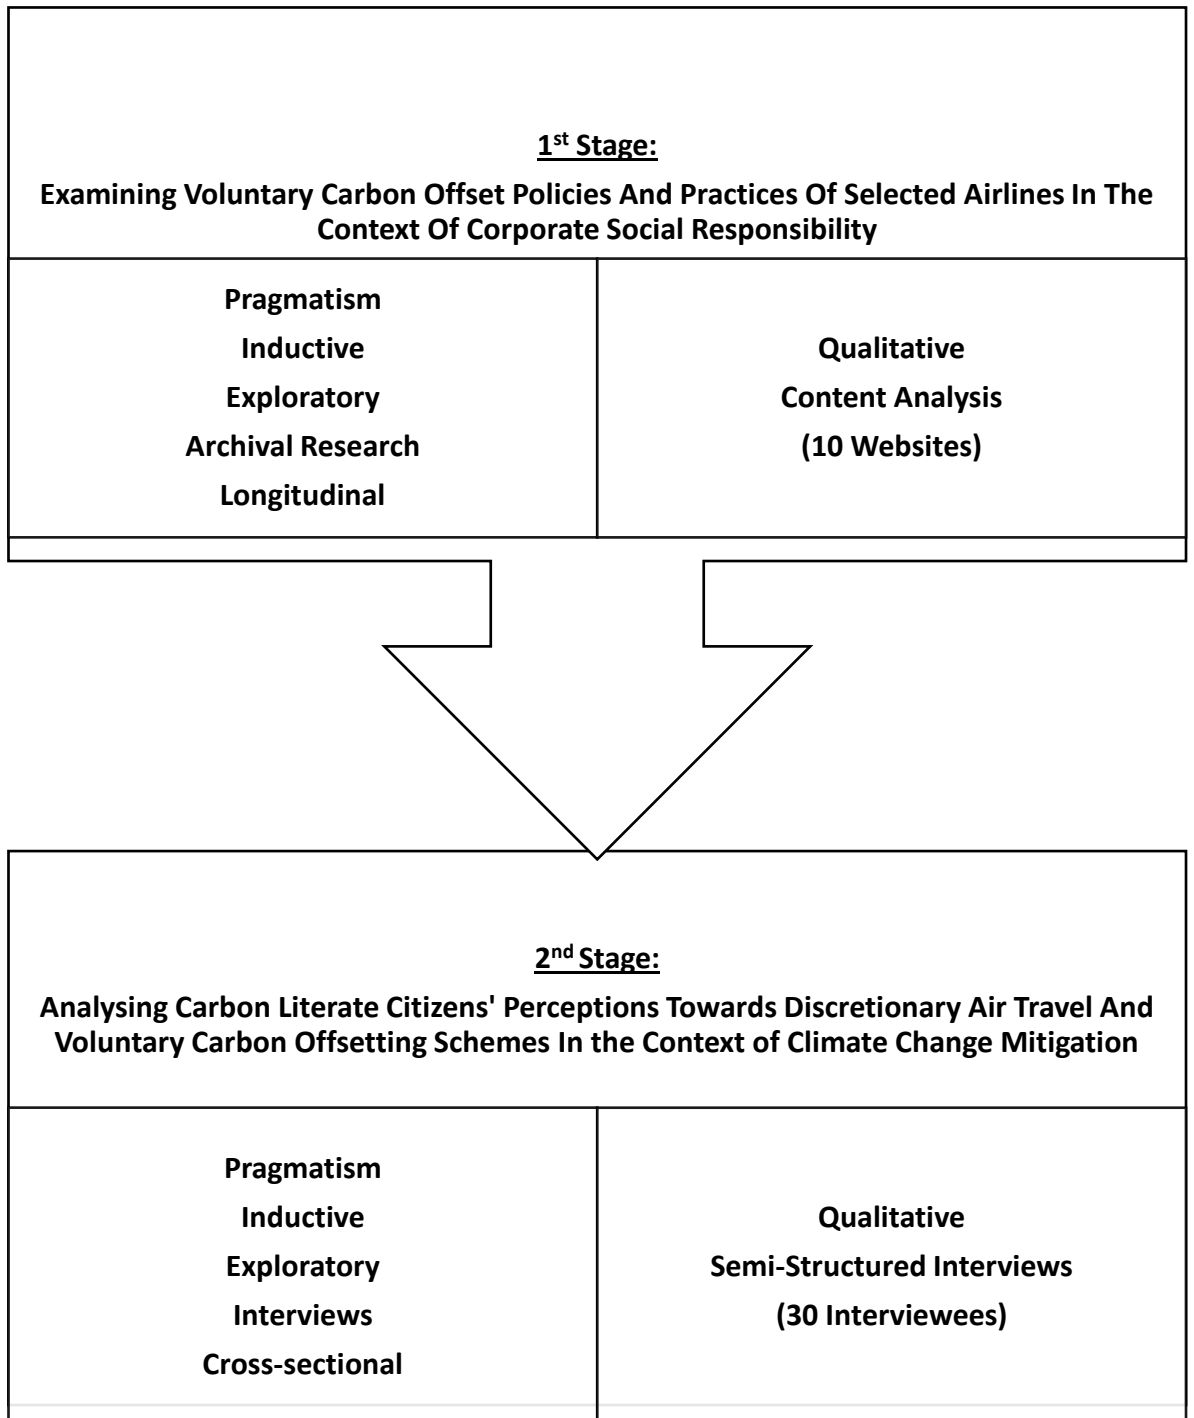 1st Stage:
Examining Voluntary Carbon Offset Policies And Practices Of Selected Airlines In The
Context Of Corporate Social Responsibility
Pragmatism
Inductive
Exploratory
Archival Research
Longitudinal
Qualitative
Content Analysis
(10 Websites)
2nd Stage:
Analysing Carbon Literate Citizens' Perceptions Towards Discretionary Air Travel And
Voluntary Carbon Offsetting Schemes In the Context of Climate Change Mitigation
Pragmatism
Inductive
Exploratory
Interviews
Cross-sectional
Qualitative
Semi-Structured Interviews
(30 Interviewees)